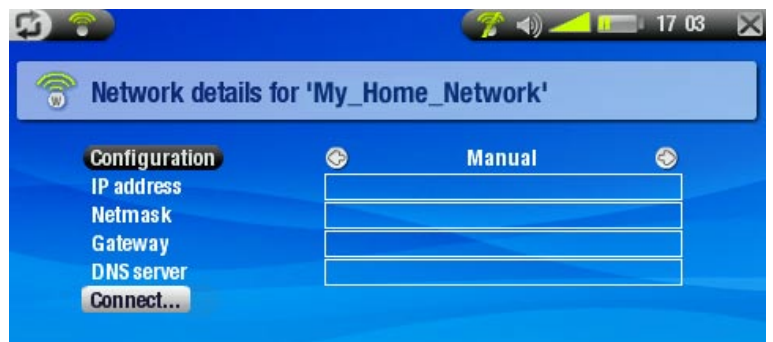 17 03
Network details for 'My_Home_Network'
Configuration Manual
IP address
Netmask
Gateway
DNS server
Connect...